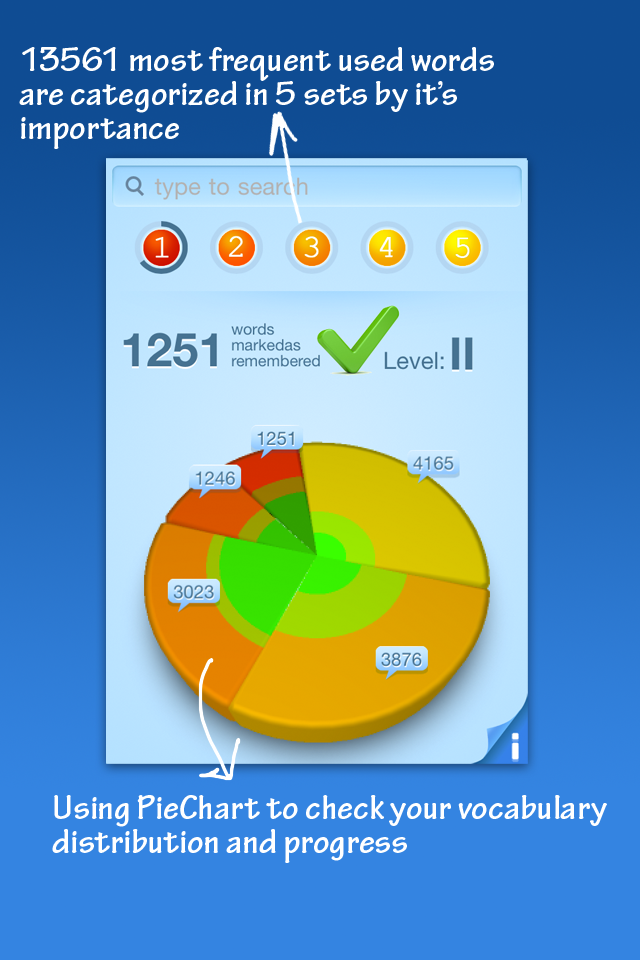 13561 most frequent used words
are categorized in 5 sets by it's
importance
type to search
1 2 3 4 5
1251 words
markedas
remembered
Level: II
1251
4165
1246
3023
3876
i
Using PieChart to check your vocabulary
distribution and progress